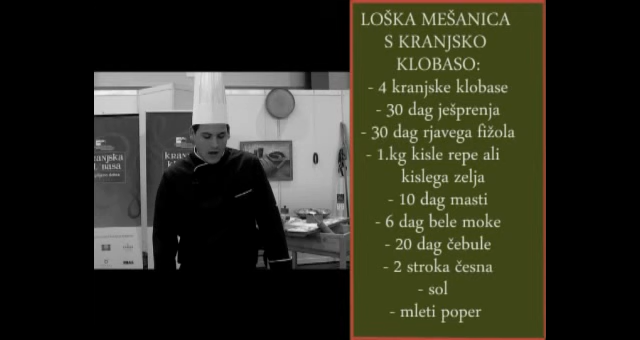 LOŠKA MEŠANICA
S KRANJSKO
KLOBASO:
- 4 kranjske klobase
- 30 dag ješprenja
- 30 dag rjavega fižola
- 1.kg kisle repe ali
kislega zelja
- 10 dag masti
- 6 dag bele moke
- 20 dag čebule
- 2 stroka česna
- sol
- mleti poper